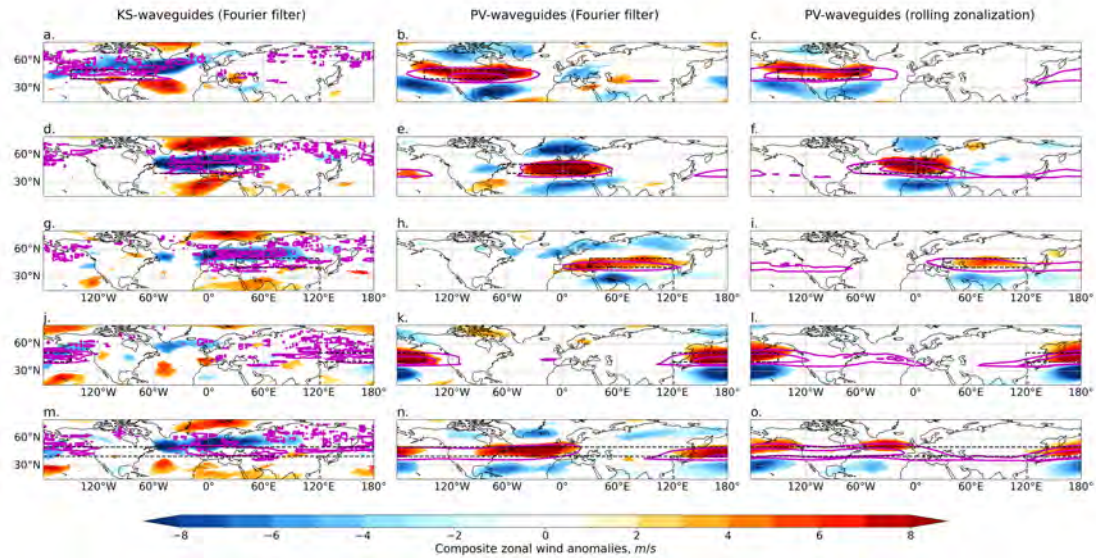 KS-waveguides (Fourier filter) PV-waveguides (Fourier filter) PV-waveguides (rolling zonalization)
a. b. c.
60°N
30°N
d. e. f.
60°N
30°N
g. h. i.
60°N
30°N
120°W 60°W 0° 60°E 120°E 180° 120°W 60°W 0° 60°E 120°E 180° 120°W 60°W 0° 60°E 120°E 180°
j. k. l.
60°N
30°N
120°W 60°W 0° 60°E 120°E 180° 120°W 60°W 0° 60°E 120°E 180° 120°W 60°W 0° 60°E 120°E 180°
m. n. o.
60°N
30°N
120°W 60°W 0° 60°E 120°E 180° 120°W 60°W 0° 60°E 120°E 180° 120°W 60°W 0° 60°E 120°E 180°
−8 −6 −4 −2 0 2 4 6 8
Composite zonal wind anomalies, m/s